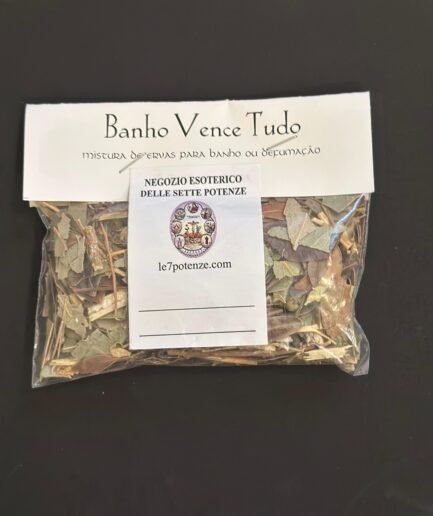 Banho Vence Tudo
mistura de ervas para banho ou defumação
NEGOZIO ESOTERICO
DELLE SETTE POTENZE
le7potenze.com